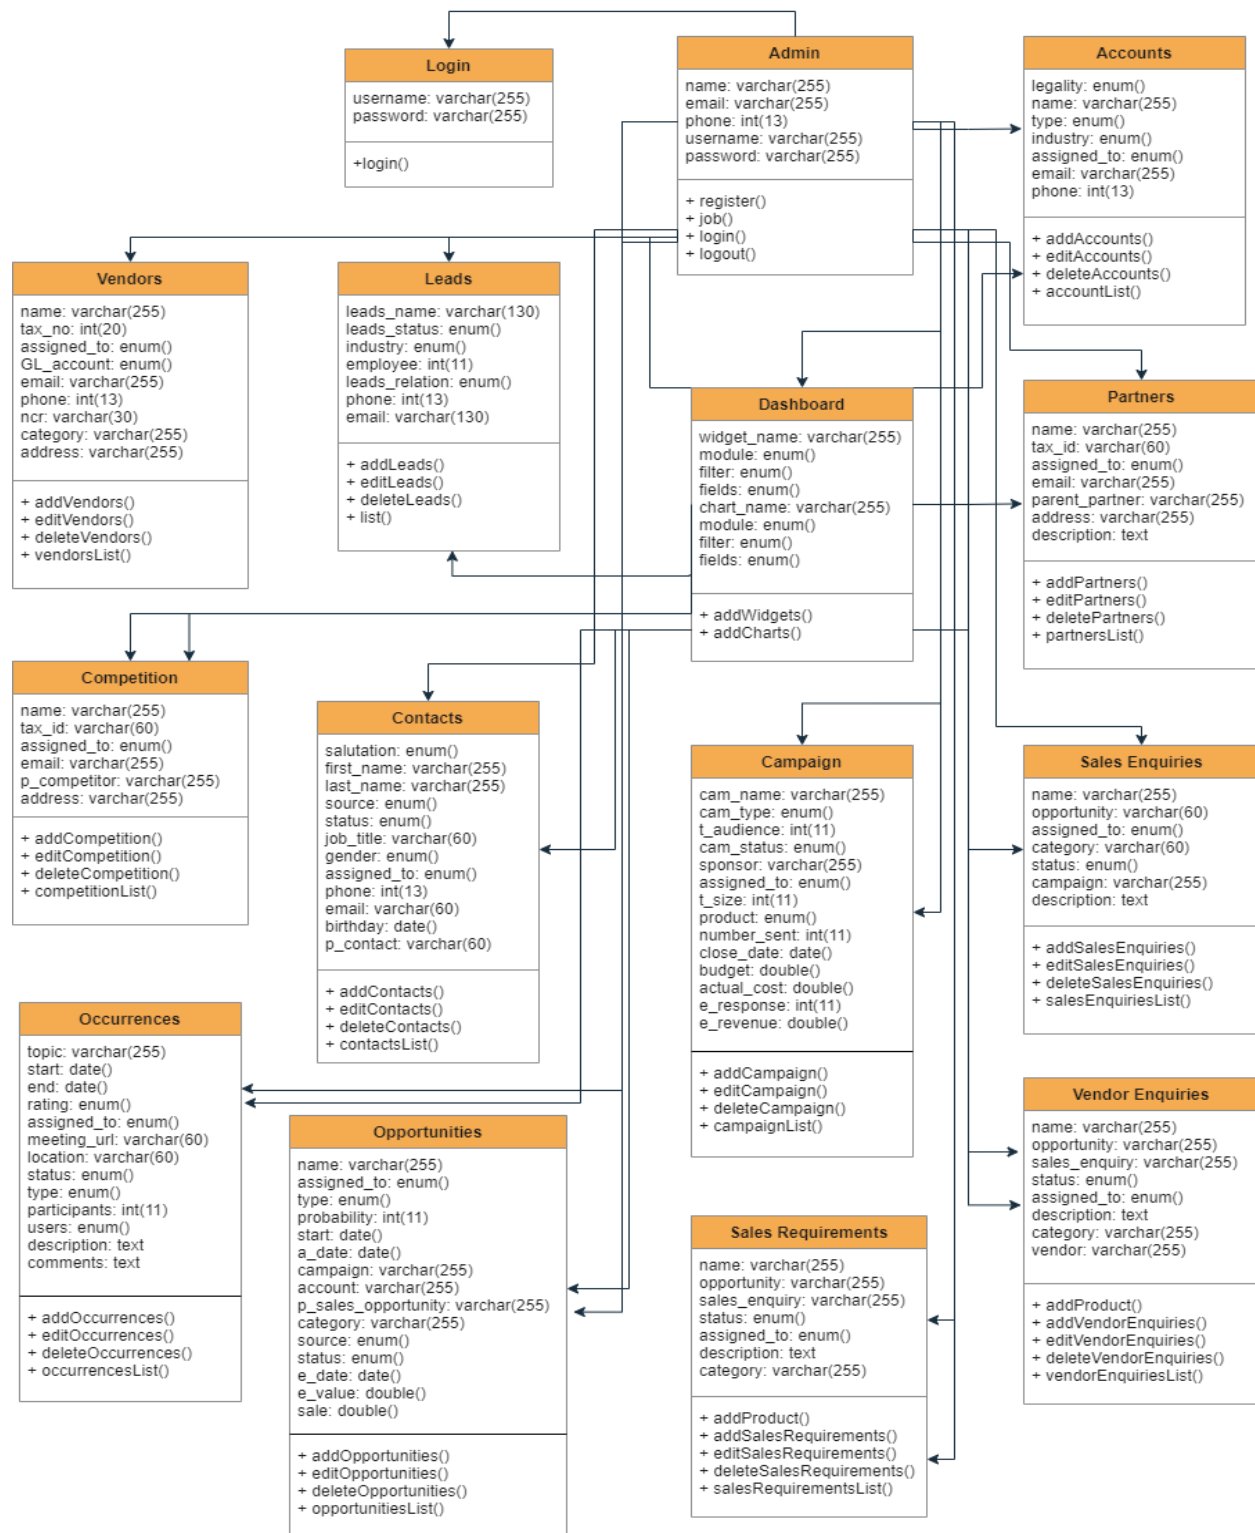 Login
username: varchar(255)
password: varchar(255)
+login()
Admin
name: varchar(255)
email: varchar(255)
phone: int(13)
username: varchar(255)
password: varchar(255)
+ register()
+ job()
+ login()
+ logout()
Accounts
legality: enum()
name: varchar(255)
type: enum()
industry: enum()
assigned_to: enum()
email: varchar(255)
phone: int(13)
+ addAccounts()
+ editAccounts()
+ deleteAccounts()
+ accountList()
Vendors
name: varchar(255)
tax_no: int(20)
assigned_to: enum()
GL_account: enum()
email: varchar(255)
phone: int(13)
ncr: varchar(30)
category: varchar(255)
address: varchar(255)
+ addVendors()
+ editVendors()
+ deleteVendors()
+ vendorsList()
Leads
leads_name: varchar(130)
leads_status: enum()
industry: enum()
employee: int(11)
leads_relation: enum()
phone: int(13)
email: varchar(130)
+ addLeads()
+ editLeads()
+ deleteLeads()
+ list()
Dashboard
widget_name: varchar(255)
module: enum()
filter: enum()
fields: enum()
chart_name: varchar(255)
module: enum()
filter: enum()
fields: enum()
+ addWidgets()
+ addCharts()
Partners
name: varchar(255)
tax_id: varchar(60)
assigned_to: enum()
email: varchar(255)
parent_partner: varchar(255)
address: varchar(255)
description: text
+ addPartners()
+ editPartners()
+ deletePartners()
+ partnersList()
Competition
name: varchar(255)
tax_id: varchar(60)
assigned_to: enum()
email: varchar(255)
p_competitor: varchar(255)
address: varchar(255)
+ addCompetition()
+ editCompetition()
+ deleteCompetition()
+ competitionList()
Contacts
salutation: enum()
first_name: varchar(255)
last_name: varchar(255)
source: enum()
status: enum()
job_title: varchar(60)
gender: enum()
assigned_to: enum()
phone: int(13)
email: varchar(60)
birthday: date()
p_contact: varchar(60)
+ addContacts()
+ editContacts()
+ deleteContacts()
+ contactsList()
Campaign
cam_name: varchar(255)
cam_type: enum()
t_audience: int(11)
cam_status: enum()
sponsor: varchar(255)
assigned_to: enum()
t_size: int(11)
product: enum()
number_sent: int(11)
close_date: date()
budget: double()
actual_cost: double()
e_response: int(11)
e_revenue: double()
+ addCampaign()
+ editCampaign()
+ deleteCampaign()
+ campaignList()
Sales Enquiries
name: varchar(255)
opportunity: varchar(60)
assigned_to: enum()
category: varchar(60)
status: enum()
campaign: varchar(255)
description: text
+ addSalesEnquiries()
+ editSalesEnquiries()
+ deleteSalesEnquiries()
+ salesEnquiriesList()
Occurrences
topic: varchar(255)
start: date()
end: date()
rating: enum()
assigned_to: enum()
meeting_url: varchar(60)
location: varchar(60)
status: enum()
type: enum()
participants: int(11)
users: enum()
description: text
comments: text
+ addOccurrences()
+ editOccurrences()
+ deleteOccurrences()
+ occurrencesList()
Opportunities
name: varchar(255)
assigned_to: enum()
type: enum()
probability: int(11)
start: date()
a_date: date()
campaign: varchar(255)
account: varchar(255)
p_sales_opportunity: varchar(255)
category: varchar(255)
source: enum()
status: enum()
e_date: date()
e_value: double()
sale: double()
+ addOpportunities()
+ editOpportunities()
+ deleteOpportunities()
+ opportunitiesList()
Sales Requirements
name: varchar(255)
opportunity: varchar(255)
sales_enquiry: varchar(255)
status: enum()
assigned_to: enum()
description: text
category: varchar(255)
+ addProduct()
+ addSalesRequirements()
+ editSalesRequirements()
+ deleteSalesRequirements()
+ salesRequirementsList()
Vendor Enquiries
name: varchar(255)
opportunity: varchar(255)
sales_enquiry: varchar(255)
status: enum()
assigned_to: enum()
description: text
category: varchar(255)
vendor: varchar(255)
+ addProduct()
+ addVendorEnquiries()
+ editVendorEnquiries()
+ deleteVendorEnquiries()
+ vendorEnquiriesList()